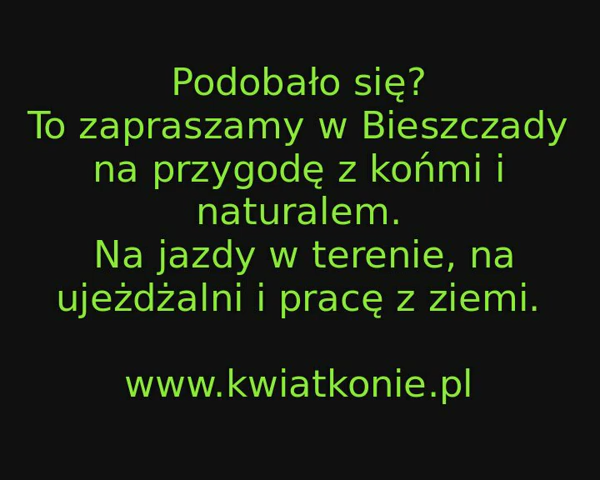 Podobało się?
To zapraszamy w Bieszczady
na przygodę z końmi i
naturalem.
Na jazdy w terenie, na
ujeżdżalni i pracę z ziemi.
www.kwiatkonie.pl